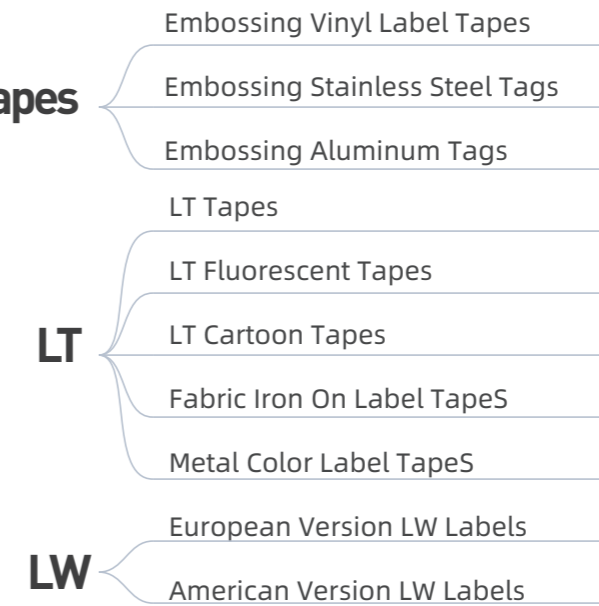 Embossing Vinyl Label Tapes
Embossing Stainless Steel Tags
apes
Embossing Aluminum Tags
LT Tapes
LT Fluorescent Tapes
LT Cartoon Tapes
LT
Fabric Iron On Label TapeS
Metal Color Label TapeS
European Version LW Labels
LW
American Version LW Labels